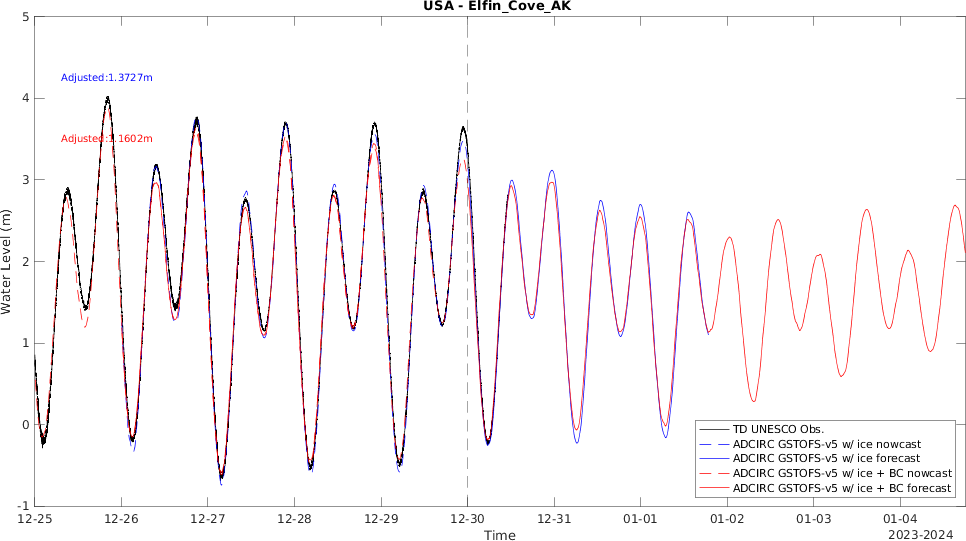 USA - Elfin_Cove_AK
5
4
3
2
1
0
-1
Water Level (m)
Adjusted:1.3727m
Adjusted:1.1602m
TD UNESCO Obs.
ADCIRC GSTOFS-v5 w/ ice nowcast
ADCIRC GSTOFS-v5 w/ ice forecast
ADCIRC GSTOFS-v5 w/ ice + BC nowcast
ADCIRC GSTOFS-v5 w/ ice + BC forecast
12-25 12-26 12-27 12-28 12-29 12-30 12-31 01-01 01-02 01-03 01-04
Time
2023-2024